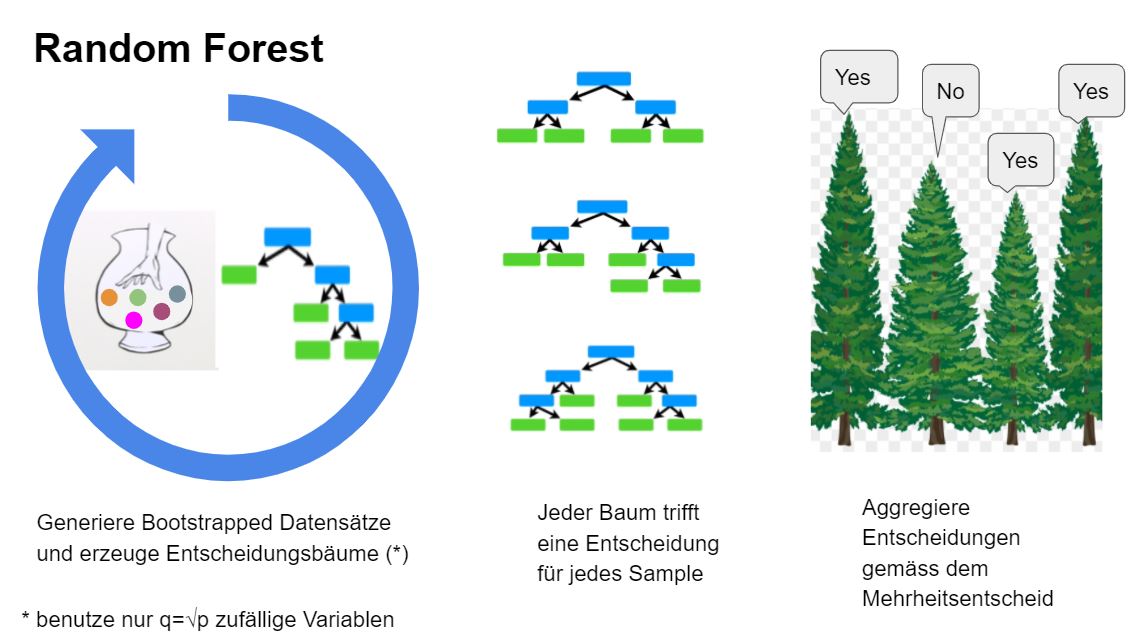 Random Forest
Yes
No
Yes
Yes
Generiere Bootstrapped Datensätze
und erzeuge Entscheidungsbäume (*)
* benutze nur q=√p zufällige Variablen
Jeder Baum trifft
eine Entscheidung
für jedes Sample
Aggregiere
Entscheidungen
gemäss dem
Mehrheitsentscheid